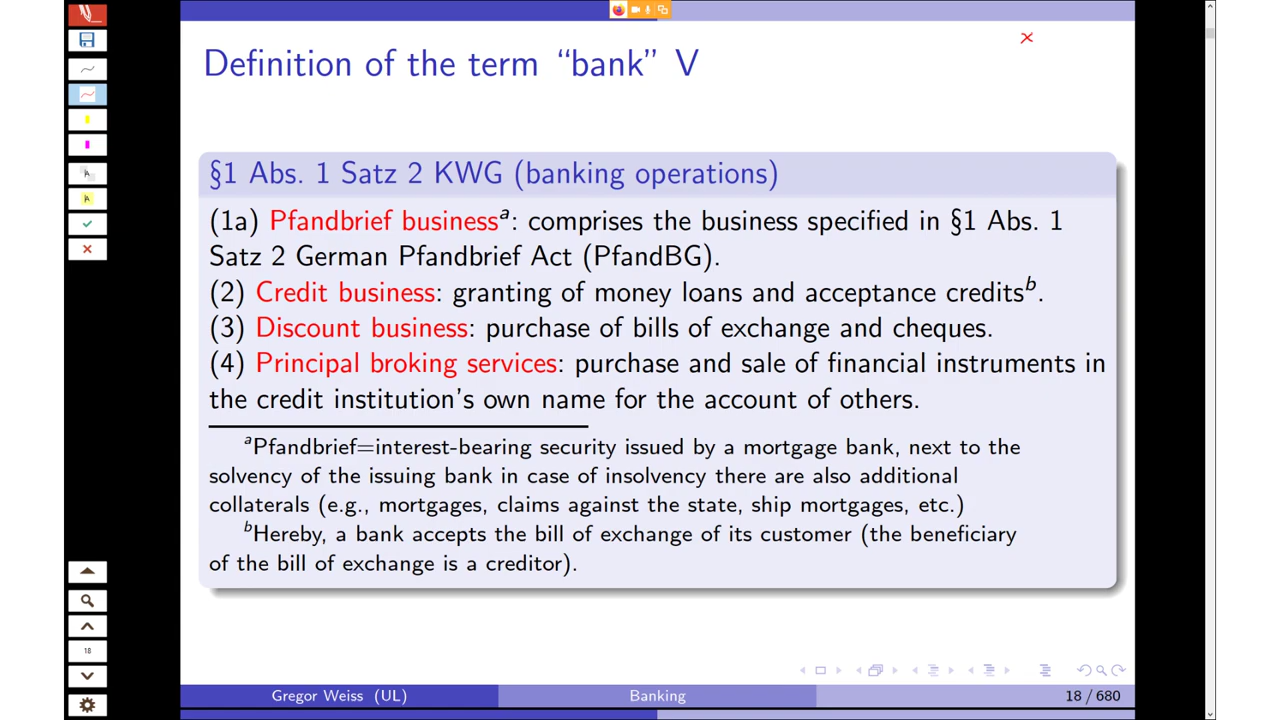 Definition of the term “bank” V
§1 Abs. 1 Satz 2 KWG (banking operations)
(1a) Pfandbrief businessᵃ: comprises the business specified in §1 Abs. 1
Satz 2 German Pfandbrief Act (PfandBG).
(2) Credit business: granting of money loans and acceptance creditsᵇ.
(3) Discount business: purchase of bills of exchange and cheques.
(4) Principal broking services: purchase and sale of financial instruments in
the credit institution’s own name for the account of others.
ᵃPfandbrief=interest-bearing security issued by a mortgage bank, next to the
solvency of the issuing bank in case of insolvency there are also additional
collaterals (e.g., mortgages, claims against the state, ship mortgages, etc.)
ᵇHereby, a bank accepts the bill of exchange of its customer (the beneficiary
of the bill of exchange is a creditor).
18
Gregor Weiss (UL) Banking 18 / 680